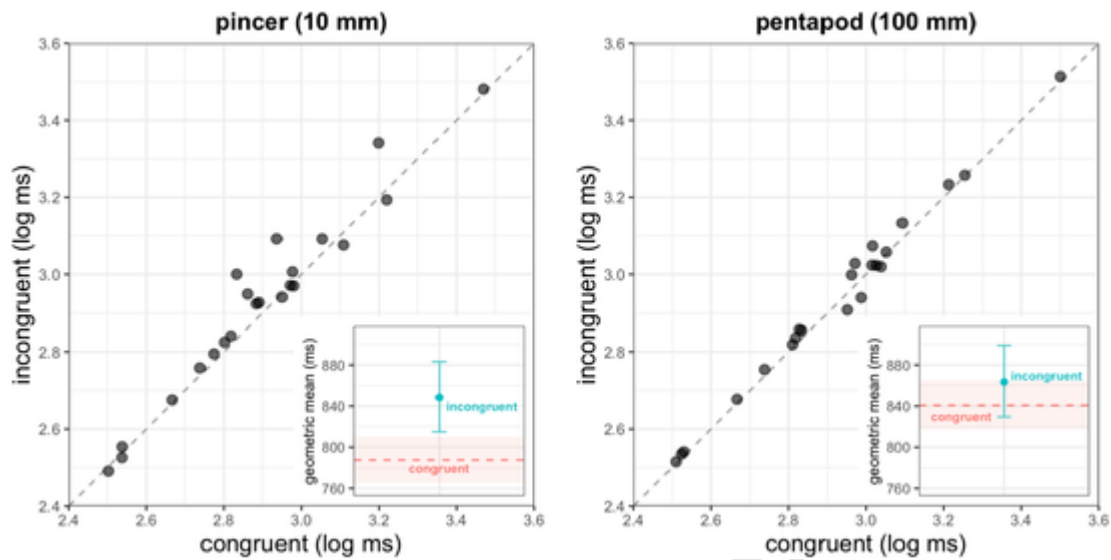 pincer (10 mm)
3.6
3.4
3.2
3.0
2.8
2.6
2.4
incongruent (log ms)
2.4 2.6 2.8 3.0 3.2 3.4 3.6
congruent (log ms)
geometric mean (ms)
880
840
800
760
incongruent
congruent
pentapod (100 mm)
3.6
3.4
3.2
3.0
2.8
2.6
2.4
incongruent (log ms)
2.4 2.6 2.8 3.0 3.2 3.4 3.6
congruent (log ms)
geometric mean (ms)
880
840
800
760
incongruent
congruent